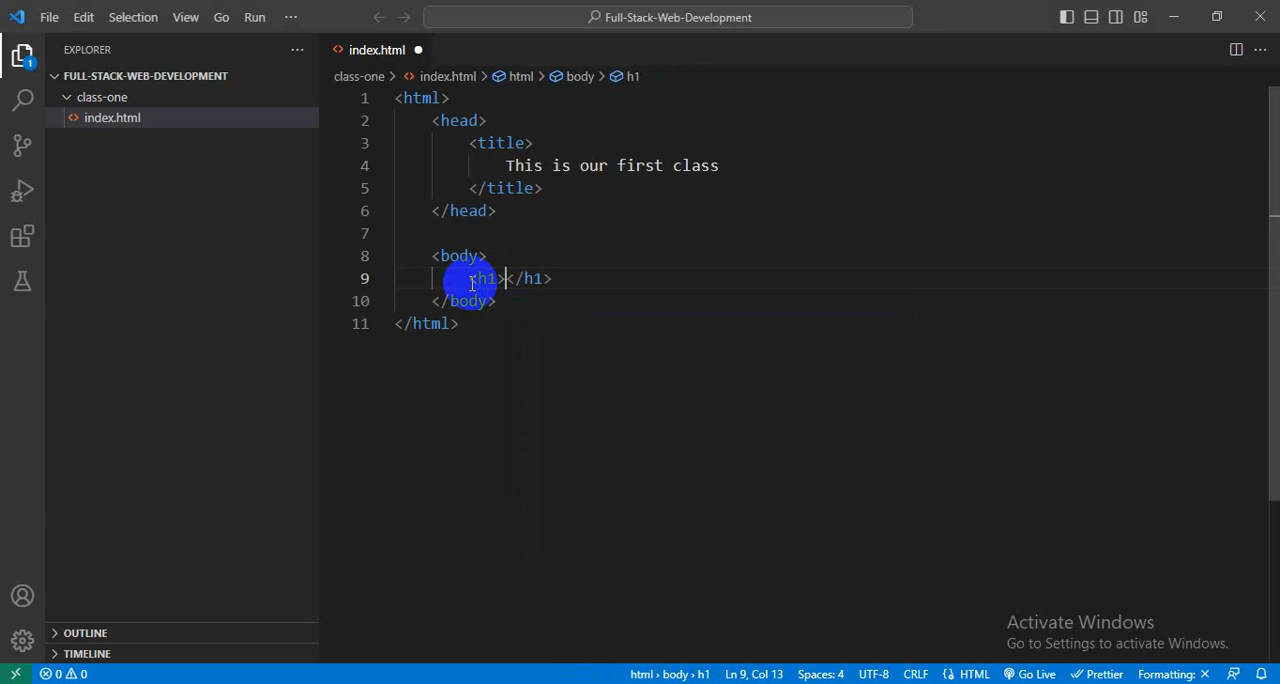 File Edit Selection View Go Run ··· Full-Stack-Web-Development
EXPLORER ···
1
FULL-STACK-WEB-DEVELOPMENT
class-one
index.html
index.html
class-one > index.html > html > body > h1
1 <html>
2 <head>
3 <title>
4 This is our first class
5 </title>
6 </head>
7
8 <body>
9 <h1></h1>
10 </body>
11 </html>
OUTLINE
TIMELINE
Activate Windows
Go to Settings to activate Windows.
0 0 html › body › h1 Ln 9, Col 13 Spaces: 4 UTF-8 CRLF HTML Go Live Prettier Formatting: ×